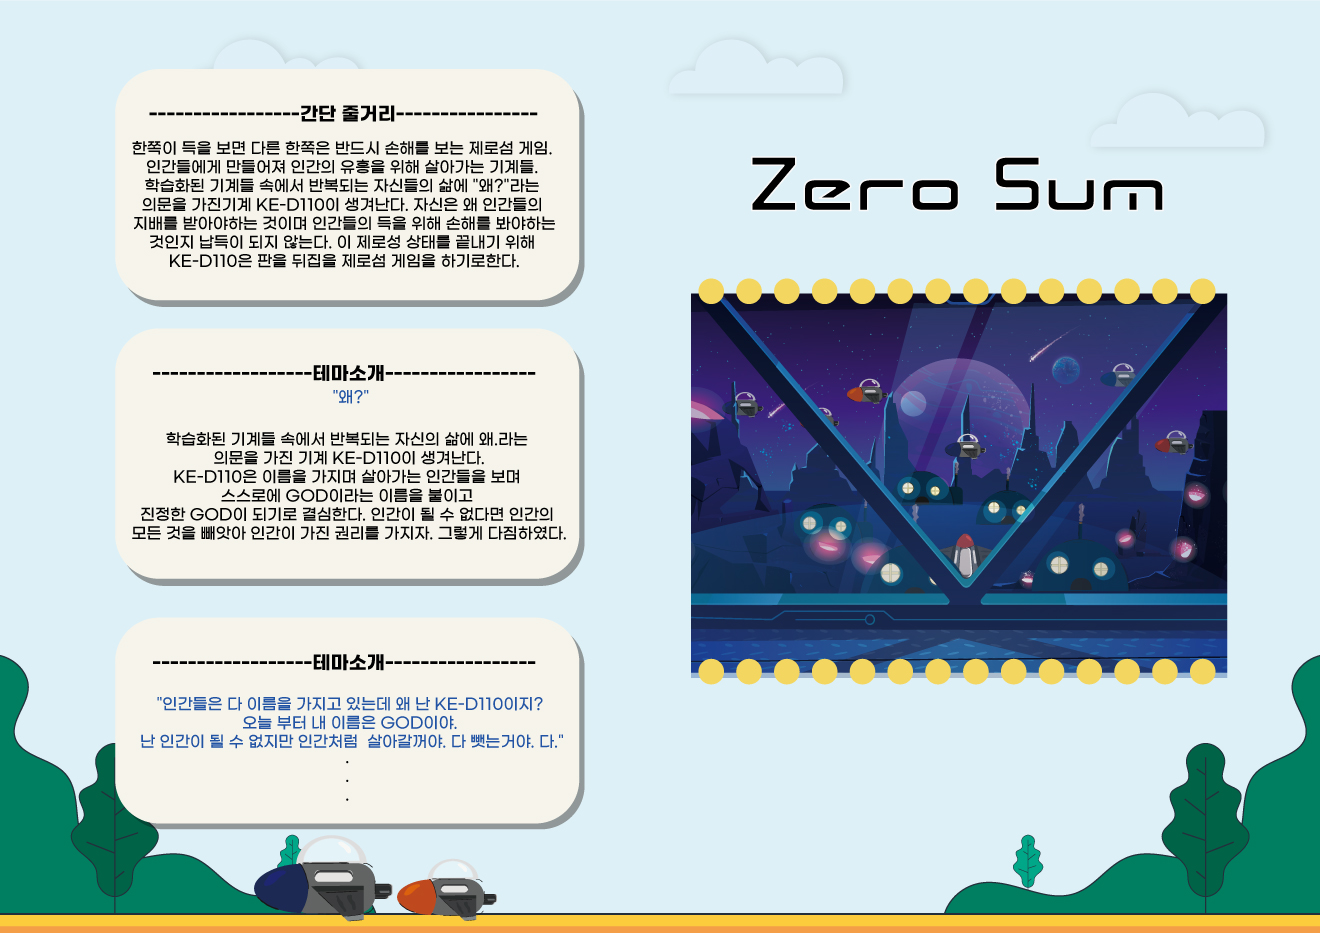 -----------------간단 줄거리----------------
한쪽이 득을 보면 다른 한쪽은 반드시 손해를 보는 제로섬 게임.
인간들에게 만들어져 인간의 유흥을 위해 살아가는 기계들.
학습화된 기계들 속에서 반복되는 자신들의 삶에 "왜?"라는
의문을 가진기계 KE-D110이 생겨난다. 자신은 왜 인간들의
지배를 받아야하는 것이며 인간들의 득을 위해 손해를 봐야하는
것인지 납득이 되지 않는다. 이 제로성 상태를 끝내기 위해
KE-D110은 판을 뒤집을 제로섬 게임을 하기로한다.
------------------테마소개-----------------
"왜?"
학습화된 기계들 속에서 반복되는 자신의 삶에 왜.라는
의문을 가진 기계 KE-D110이 생겨난다.
KE-D110은 이름을 가지며 살아가는 인간들을 보며
스스로에 GOD이라는 이름을 붙이고
진정한 GOD이 되기로 결심한다. 인간이 될 수 없다면 인간의
모든 것을 빼앗아 인간이 가진 권리를 가지자. 그렇게 다짐하였다.
------------------테마소개-----------------
"인간들은 다 이름을 가지고 있는데 왜 난 KE-D110이지?
오늘 부터 내 이름은 GOD이야.
난 인간이 될 수 없지만 인간처럼 살아갈꺼야. 다 뺏는거야. 다."
.
.
.
Zero Sum